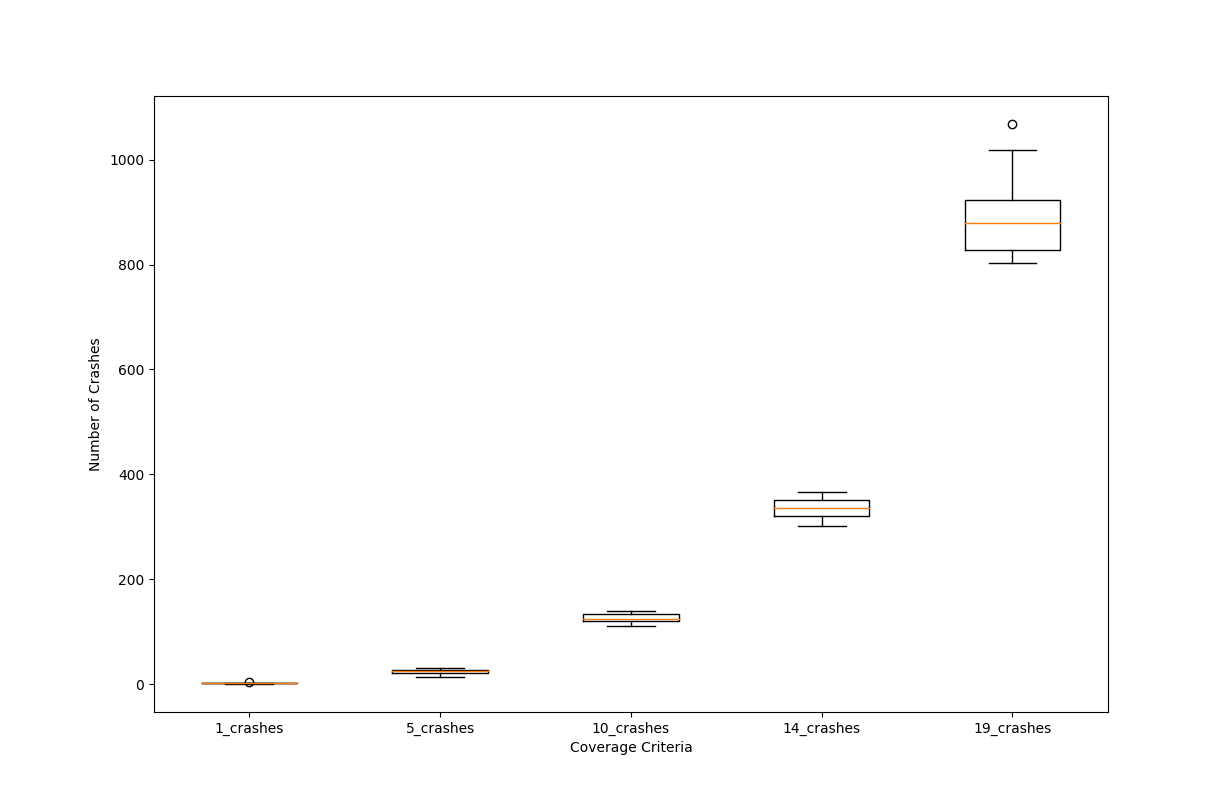 1000
800
600
400
200
0
Number of Crashes
1_crashes 5_crashes 10_crashes 14_crashes 19_crashes
Coverage Criteria